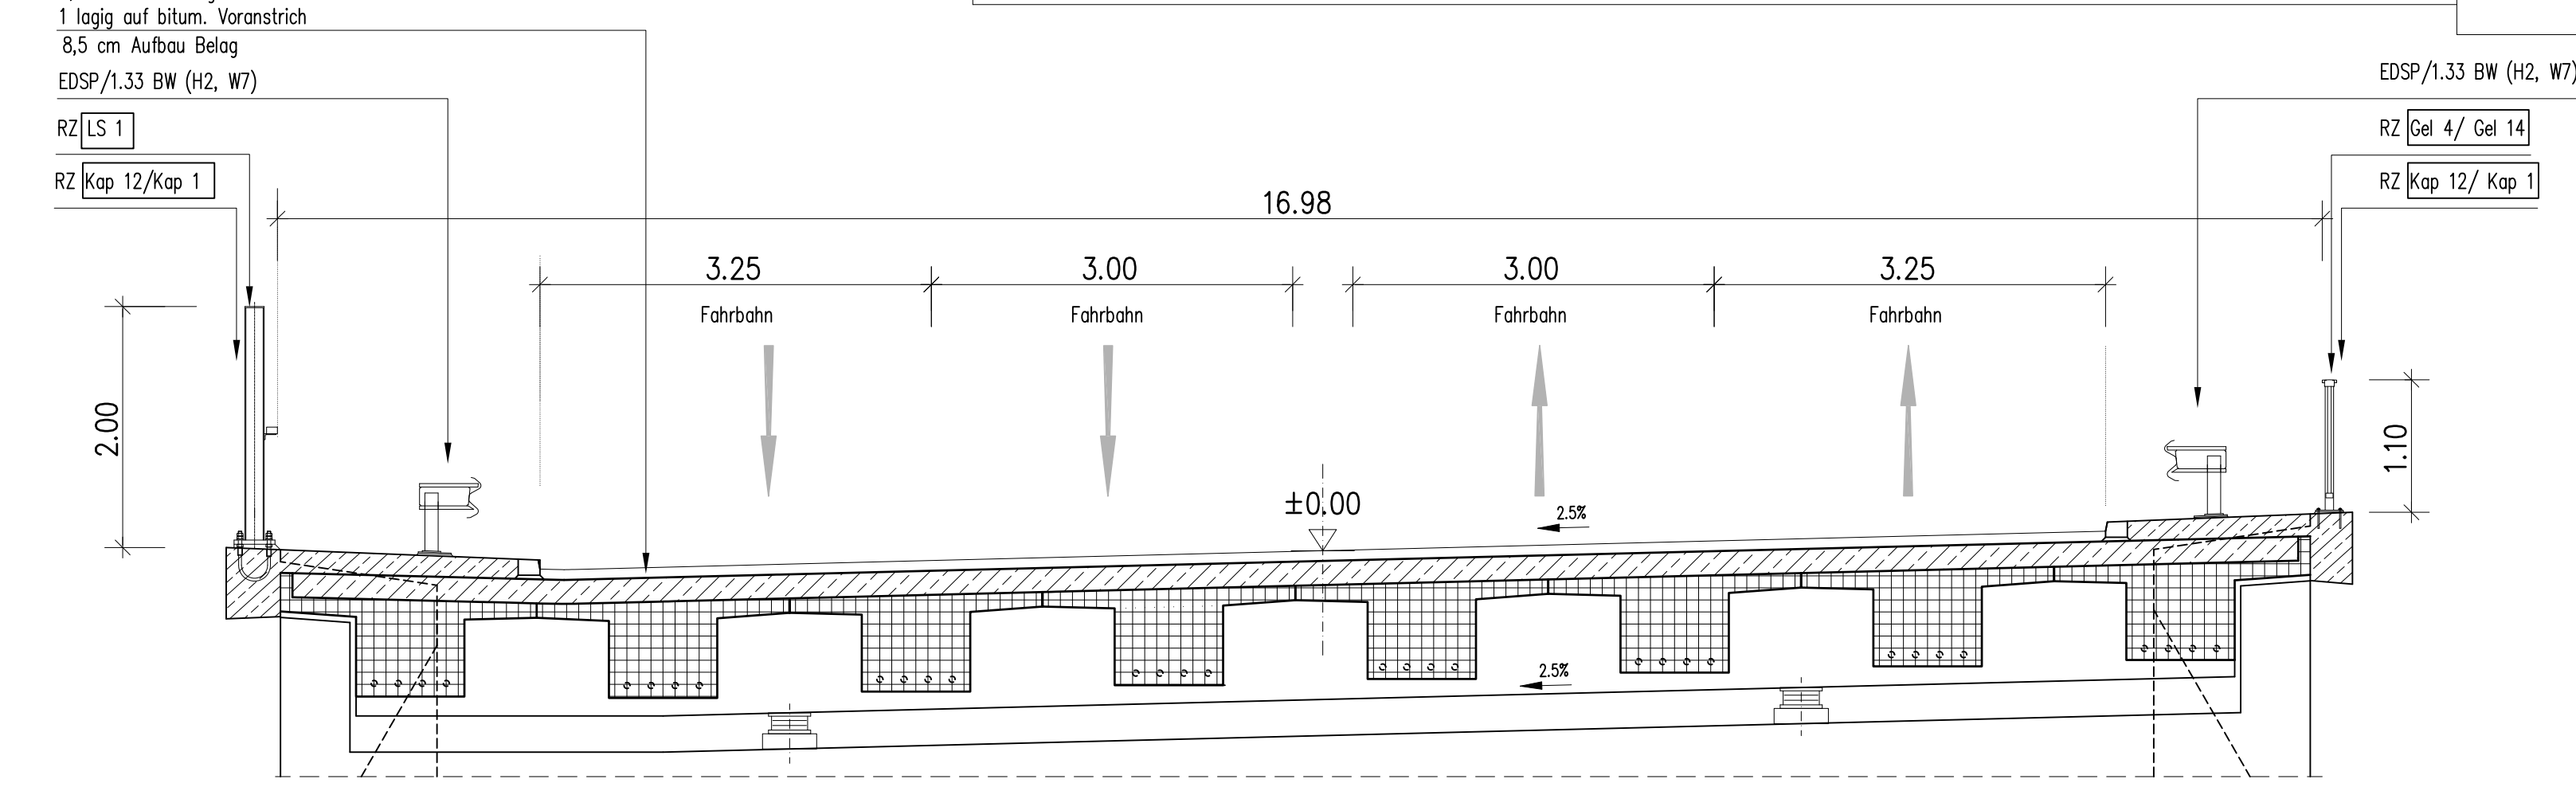 1 lagig auf bitum. Voranstrich
8,5 cm Aufbau Belag
EDSP/1.33 BW (H2, W7)
RZ LS 1
RZ Kap 12/Kap 1
EDSP/1.33 BW (H2, W7)
RZ Gel 4/ Gel 14
RZ Kap 12/ Kap 1
16.98
3.25
3.00
3.00
3.25
Fahrbahn
Fahrbahn
Fahrbahn
Fahrbahn
2.00
1.10
±0.00
2.5%
2.5%